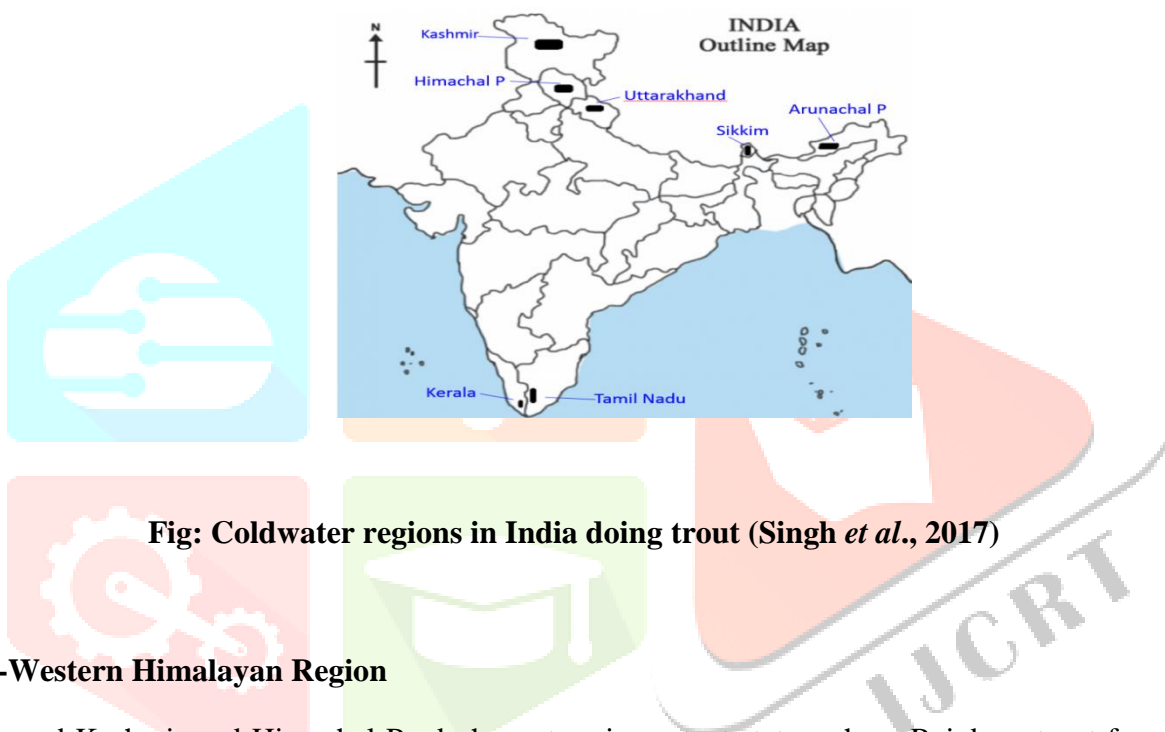 INDIA
Outline Map
N
Kashmir
Himachal P
Uttarakhand
Arunachal P
Sikkim
Kerala
Tamil Nadu
Fig: Coldwater regions in India doing trout (Singh et al., 2017)
-Western Himalayan Region
IJCRT